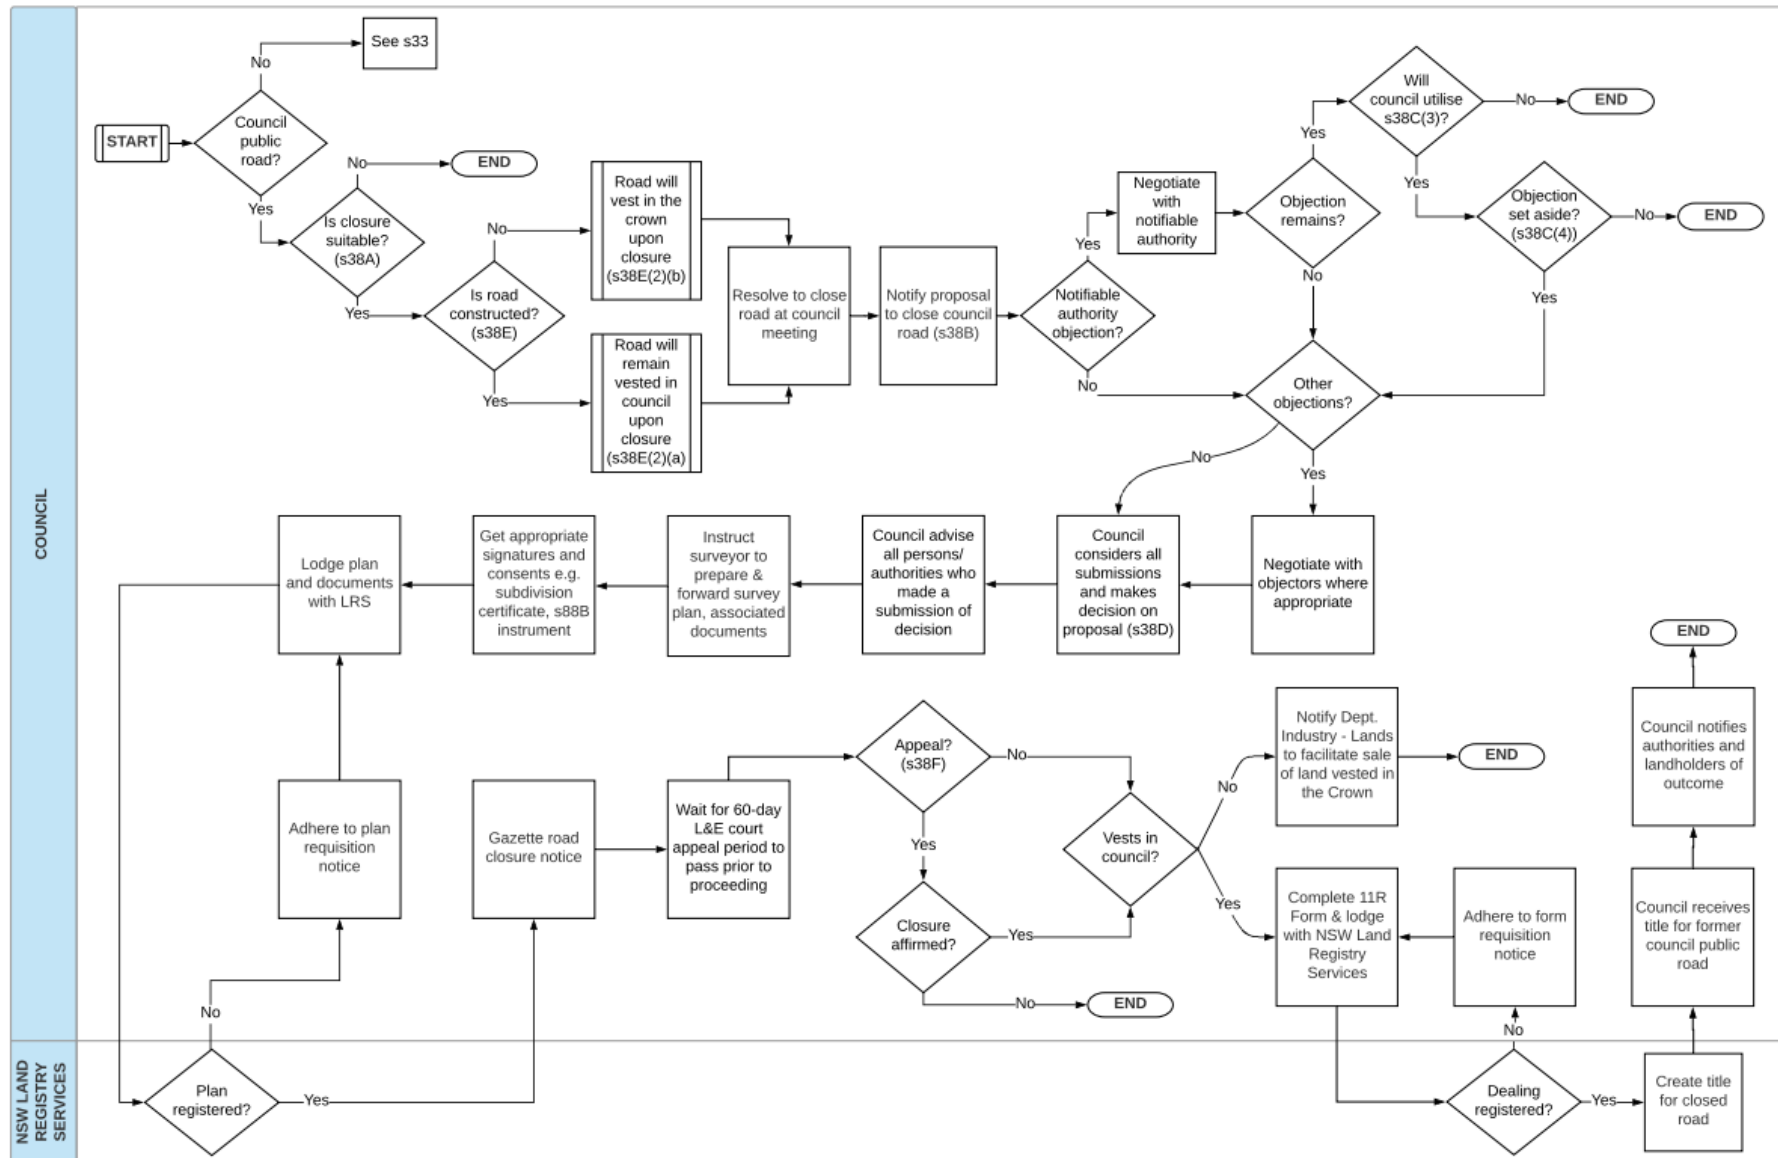 COUNCIL
START
Council
public
road?
No
See s33
Yes
Is closure
suitable?
(s38A)
No
END
Yes
Is road
constructed?
(s38E)
No
Road will
vest in the
crown
upon
closure
(s38E(2)(b)
Yes
Road will
remain
vested in
council
upon
closure
(s38E(2)(a)
Resolve to close
road at council
meeting
Notify proposal
to close council
road (s38B)
Notifiable
authority
objection?
Yes
Negotiate
with
notifiable
authority
Objection
remains?
Yes
Will
council utilise
s38C(3)?
No
END
Yes
Objection
set aside?
(s38C(4))
No
END
Yes
No
No
Other
objections?
No
Yes
Negotiate with
objectors where
appropriate
Council
considers all
submissions
and makes
decision on
proposal (s38D)
Council advise
all persons/
authorities who
made a
submission of
decision
Instruct
surveyor to
prepare &
forward survey
plan, associated
documents
Get appropriate
signatures and
consents e.g.
subdivision
certificate, s88B
instrument
Lodge plan
and documents
with LRS
Adhere to plan
requisition
notice
No
Gazette road
closure notice
Wait for 60-day
L&E court
appeal period to
pass prior to
proceeding
Appeal?
(s38F)
No
Yes
Closure
affirmed?
Yes
No
END
Vests in
council?
No
Notify Dept.
Industry - Lands
to facilitate sale
of land vested in
the Crown
END
Yes
Complete 11R
Form & lodge
with NSW Land
Registry
Services
Adhere to form
requisition
notice
No
Council receives
title for former
council public
road
Council notifies
authorities and
landholders of
outcome
END
NSW LAND
REGISTRY
SERVICES
Plan
registered?
Yes
Dealing
registered?
Yes
Create title
for closed
road